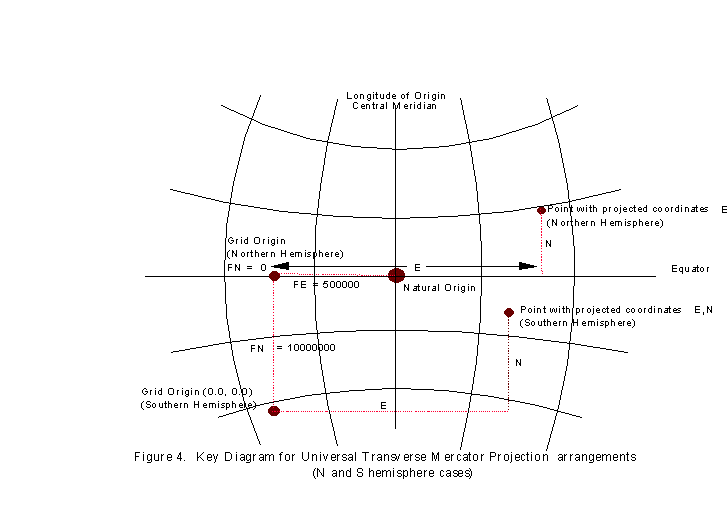 Longitude of Origin
Central Meridian
Point with projected coordinates E
(Northern Hemisphere)
N
Grid Origin
(Northern Hemisphere)
FN = 0
E
Equator
FE = 500000
Natural Origin
Point with projected coordinates E,N
(Southern Hemisphere)
FN = 10000000
N
Grid Origin (0.0, 0.0)
(Southern Hemisphere)
E
Figure 4. Key Diagram for Universal Transverse Mercator Projection arrangements
(N and S hemisphere cases)